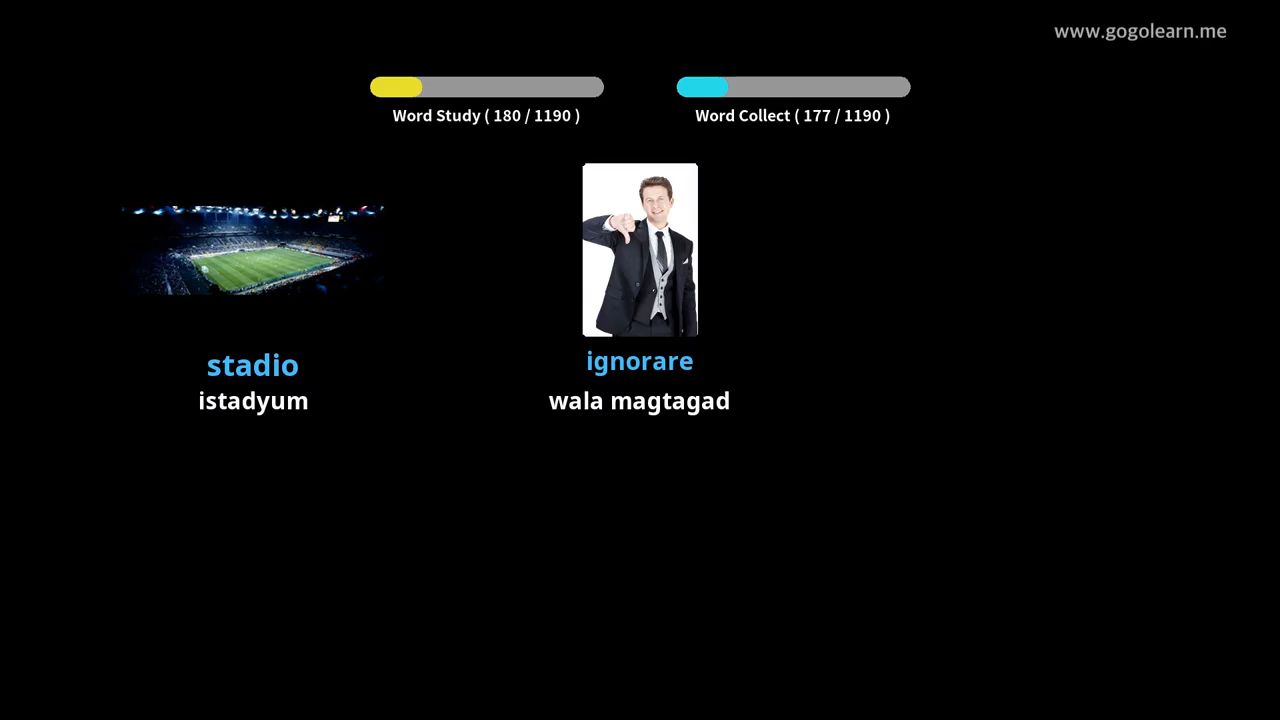 www.gogolearn.me
Word Study ( 180 / 1190 )
Word Collect ( 177 / 1190 )
stadio
istadyum
ignorare
wala magtagad